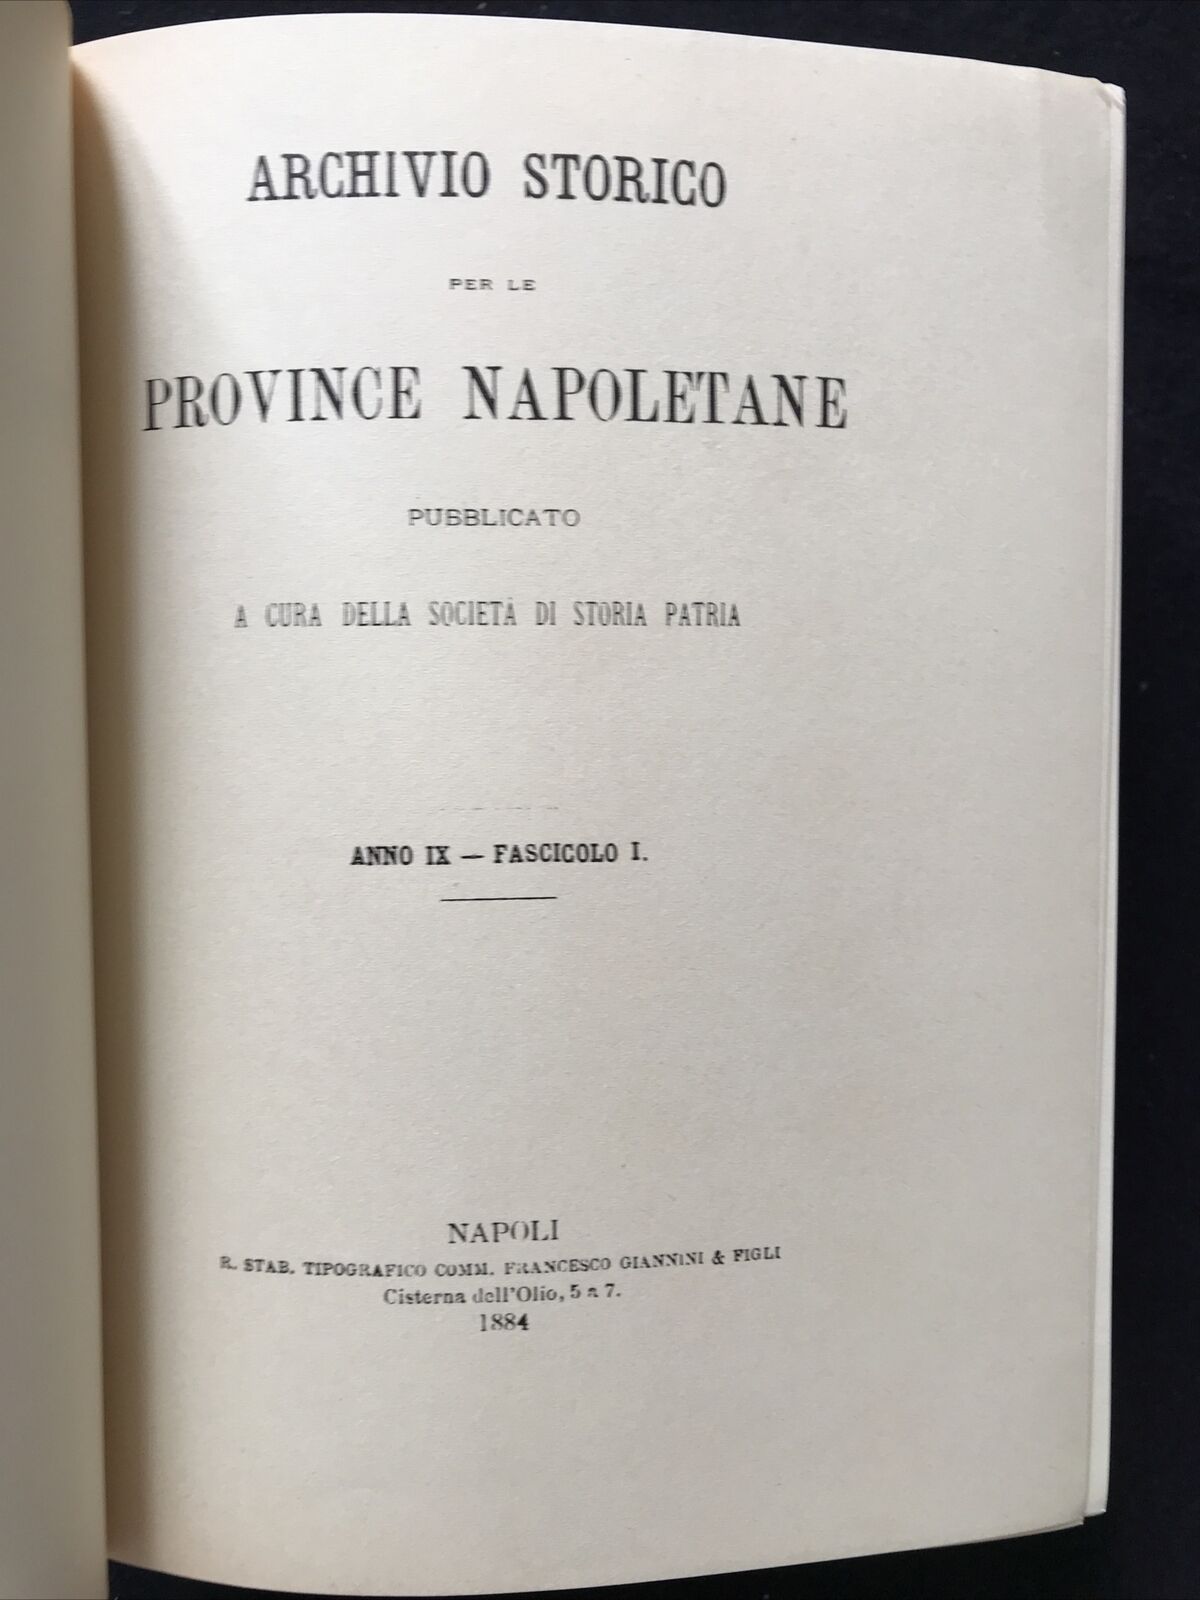 ARCHIVIO STORICO
PER LE
PROVINCE NAPOLETANE
PUBBLICATO
A CURA DELLA SOCIETÀ DI STORIA PATRIA
ANNO IX — FASCICOLO I.
NAPOLI
R. STAB. TIPOGRAFICO COMM. FRANCESCO GIANNINI & FIGLI
Cisterna dell'Olio, 5 a 7.
1884